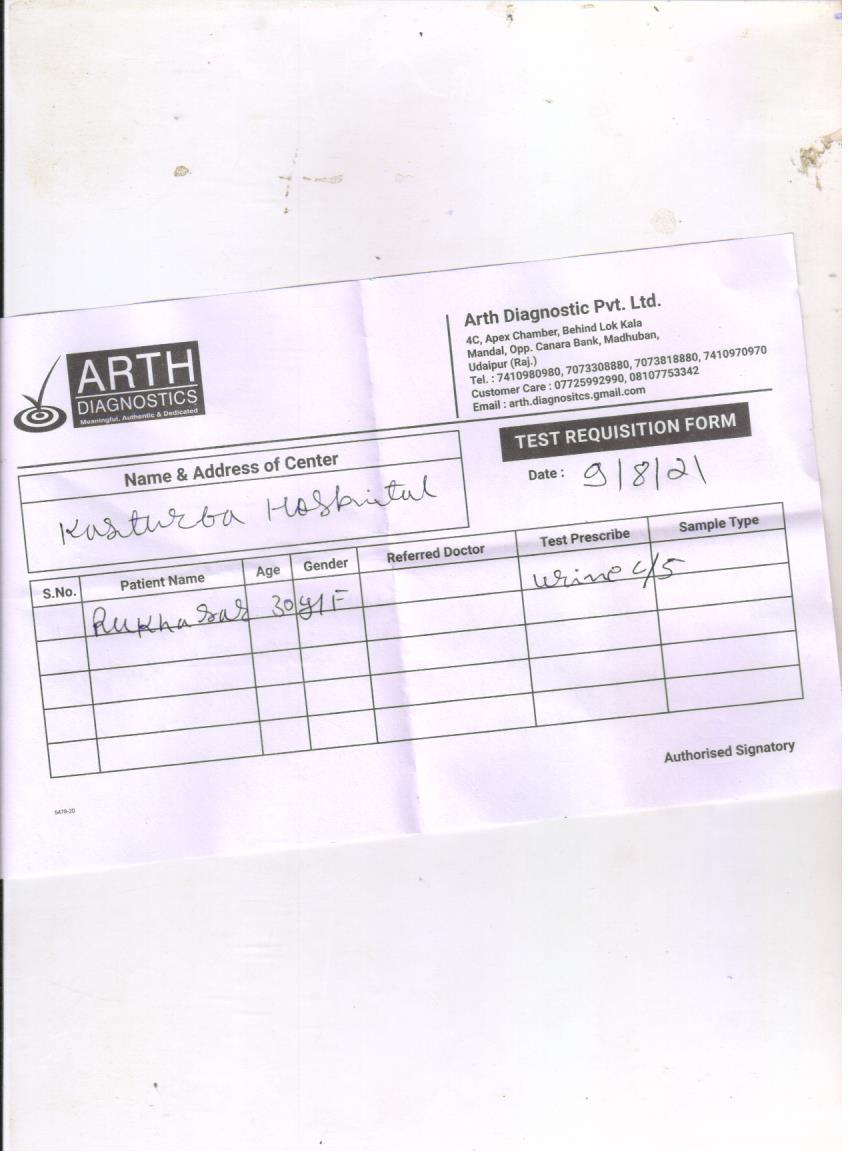 ARTH
DIAGNOSTICS
Meaningful, Authentic & Dedicated
Arth Diagnostic Pvt. Ltd.
4C, Apex Chamber, Behind Lok Kala
Mandal, Opp. Canara Bank, Madhuban,
Udaipur (Raj.)
Tel. : 7410980980, 7073308880, 7073818880, 7410970970
Customer Care : 07725992990, 08107753342
Email : arth.diagnositcs.gmail.com
TEST REQUISITION FORM
Name & Address of Center
Date : 9/8/21
Kasturba Hospital
S.No. Patient Name Age Gender Referred Doctor Test Prescribe Sample Type
Rukhasar 30y/F urine c/s
Authorised Signatory
5479-20